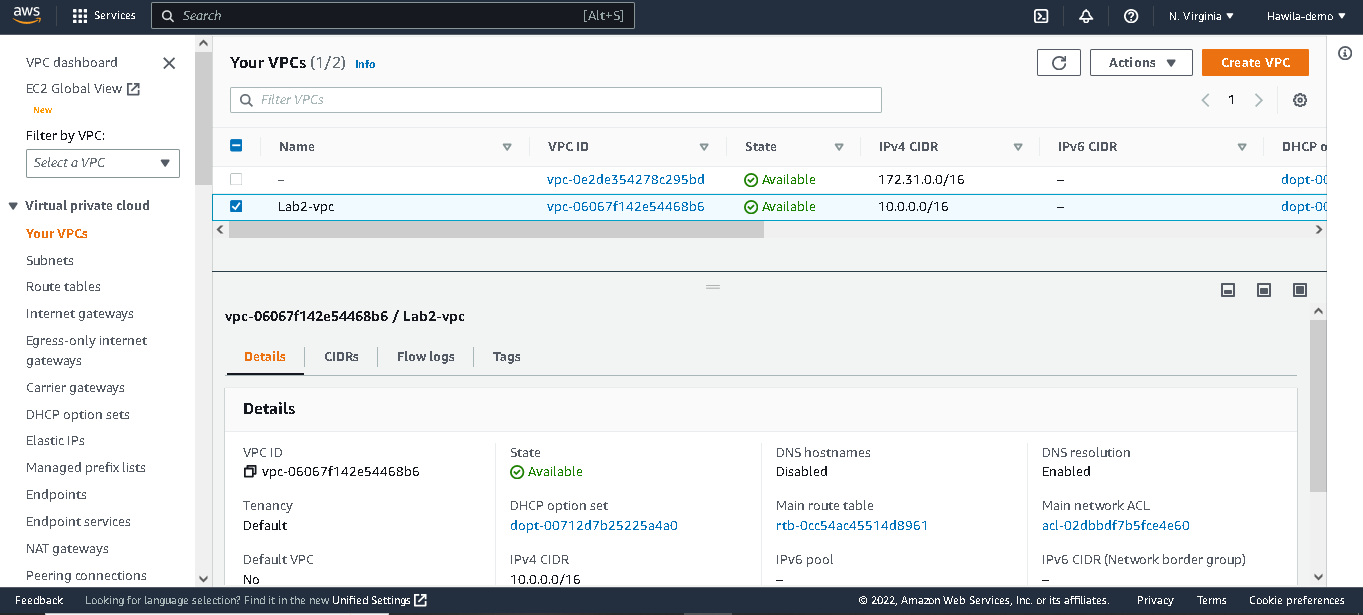 aws
Services
Search [Alt+S]
N. Virginia
Hawila-demo
VPC dashboard
EC2 Global View
New
Filter by VPC:
Select a VPC
Virtual private cloud
Your VPCs
Subnets
Route tables
Internet gateways
Egress-only internet
gateways
Carrier gateways
DHCP option sets
Elastic IPs
Managed prefix lists
Endpoints
Endpoint services
NAT gateways
Peering connections
Your VPCs (1/2) Info
Actions
Create VPC
Filter VPCs
1
Name VPC ID State IPv4 CIDR IPv6 CIDR DHCP o
– vpc-0e2de354278c295bd Available 172.31.0.0/16 – dopt-00
Lab2-vpc vpc-06067f142e54468b6 Available 10.0.0.0/16 – dopt-00
vpc-06067f142e54468b6 / Lab2-vpc
Details CIDRs Flow logs Tags
Details
VPC ID
vpc-06067f142e54468b6
State
Available
DNS hostnames
Disabled
DNS resolution
Enabled
Tenancy
Default
DHCP option set
dopt-00712d7b25225a4a0
Main route table
rtb-0cc54ac45514d8961
Main network ACL
acl-02dbbdf7b5fce4e60
Default VPC
No
IPv4 CIDR
10.0.0.0/16
IPv6 pool
–
IPv6 CIDR (Network border group)
–
Feedback
Looking for language selection? Find it in the new Unified Settings
© 2022, Amazon Web Services, Inc. or its affiliates.
Privacy
Terms
Cookie preferences